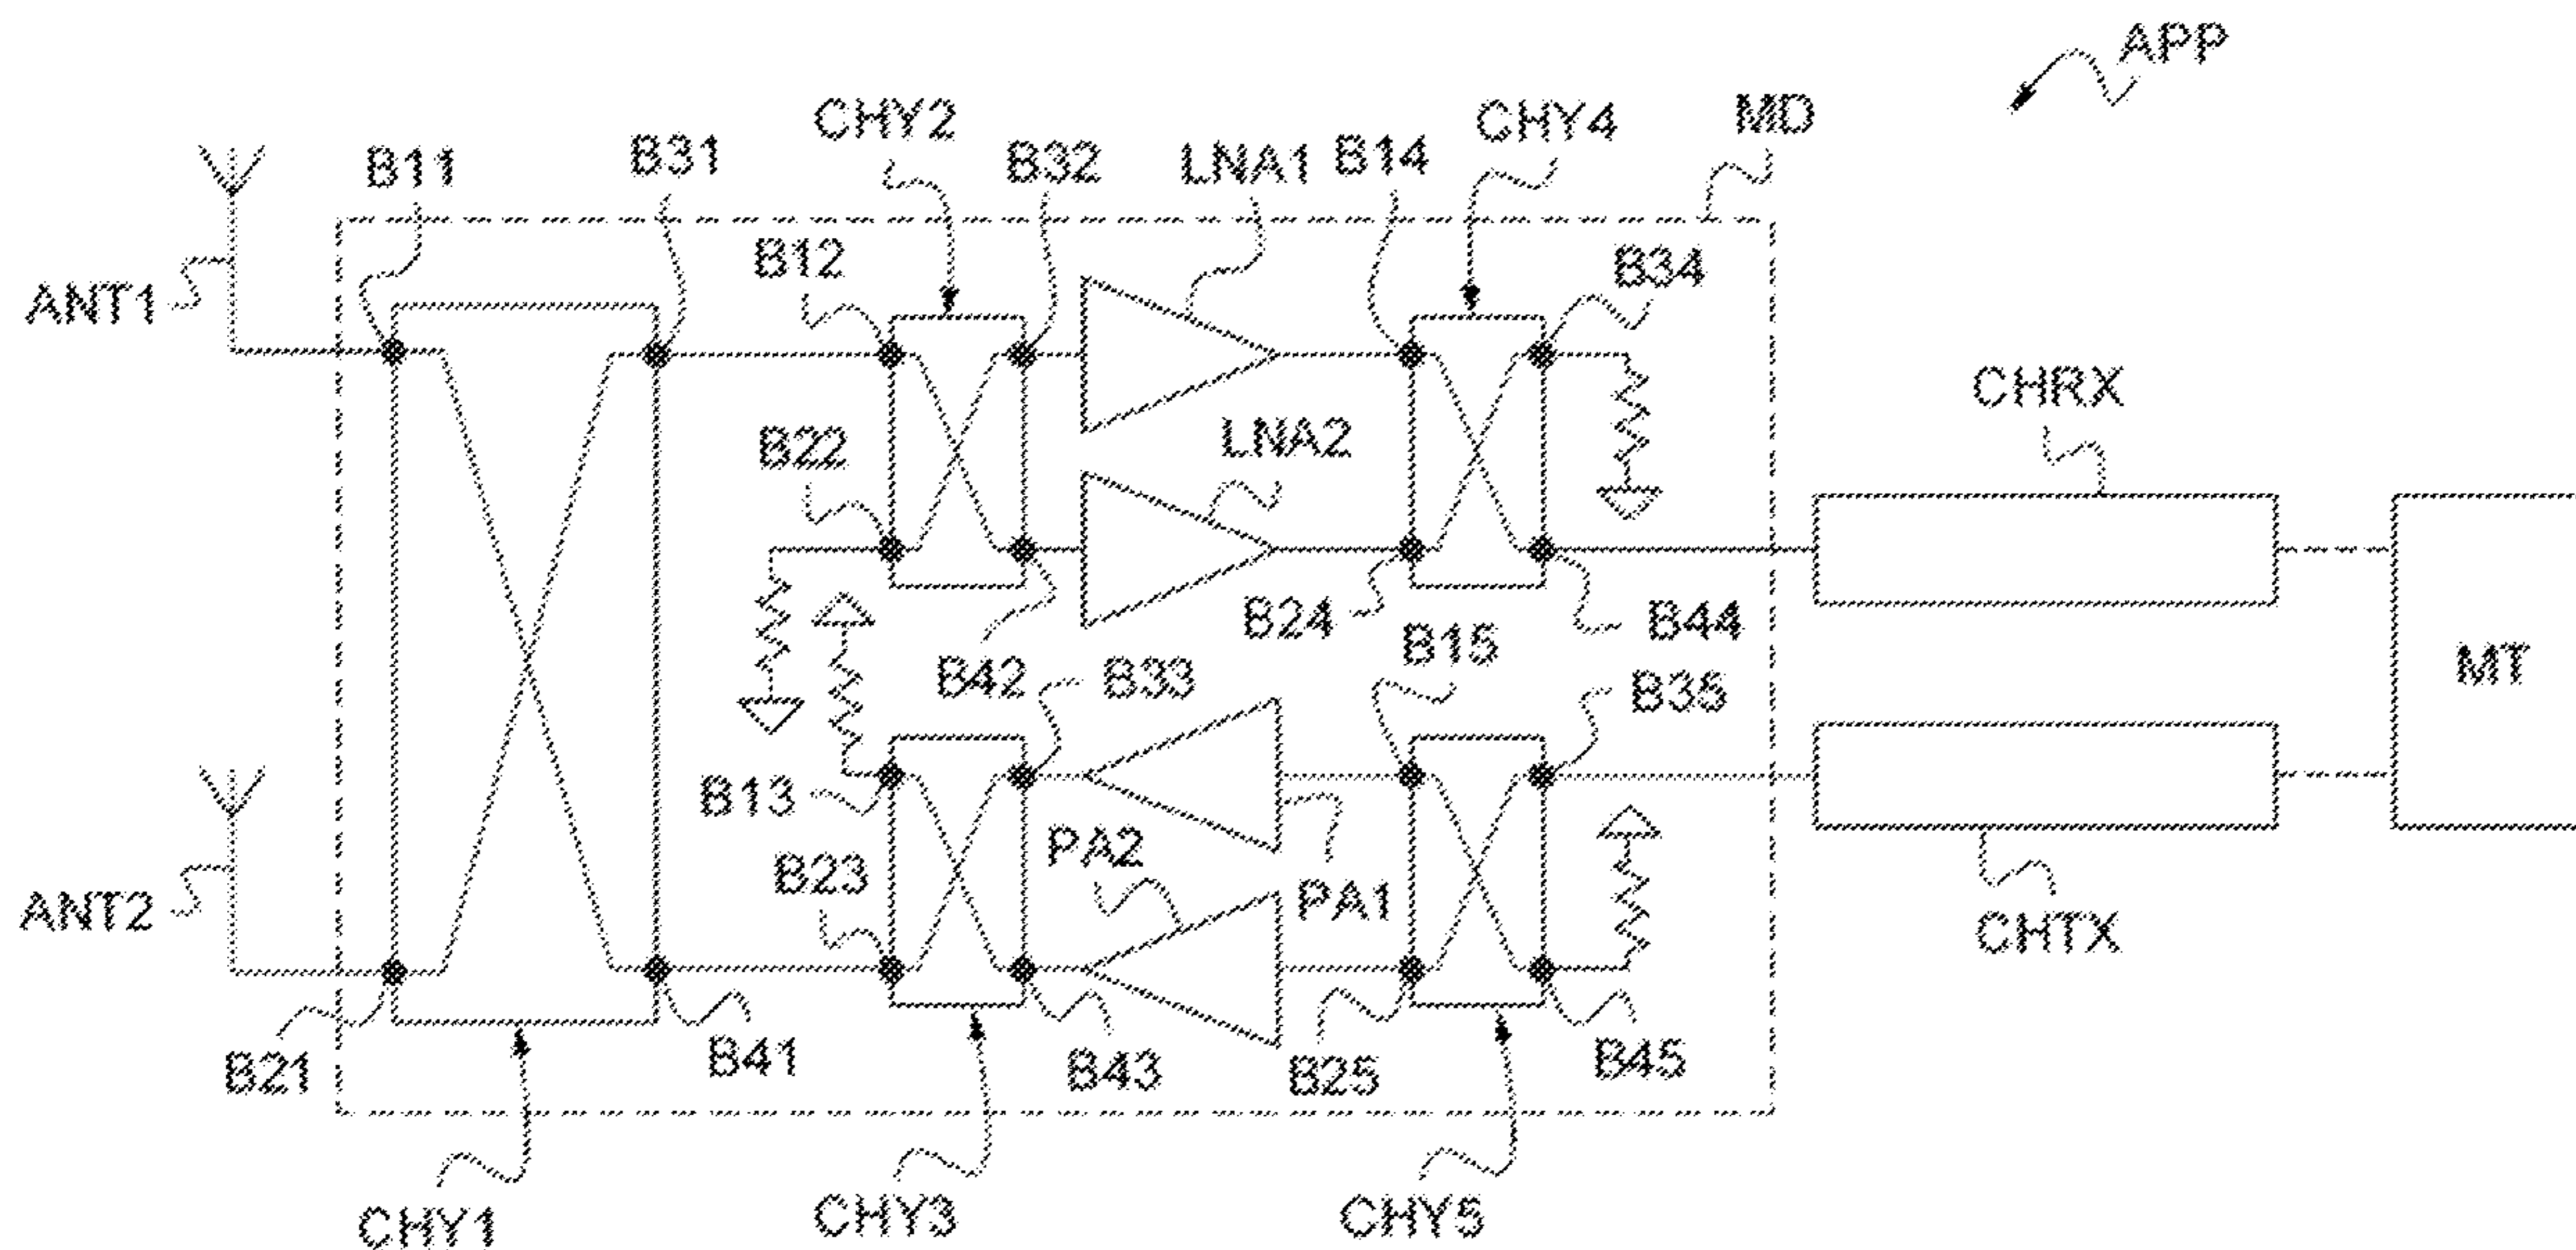 APP
CHY2
CHY4
MD
B11
B31
B32
LNA1
B14
B12
B34
ANT1
CHRX
B22
LNA2
B24
B44
B15
B42
B33
B35
MT
B13
PA2
B23
PA1
ANT2
CHTX
B21
B41
B43
B25
B45
CHY1
CHY3
CHY5